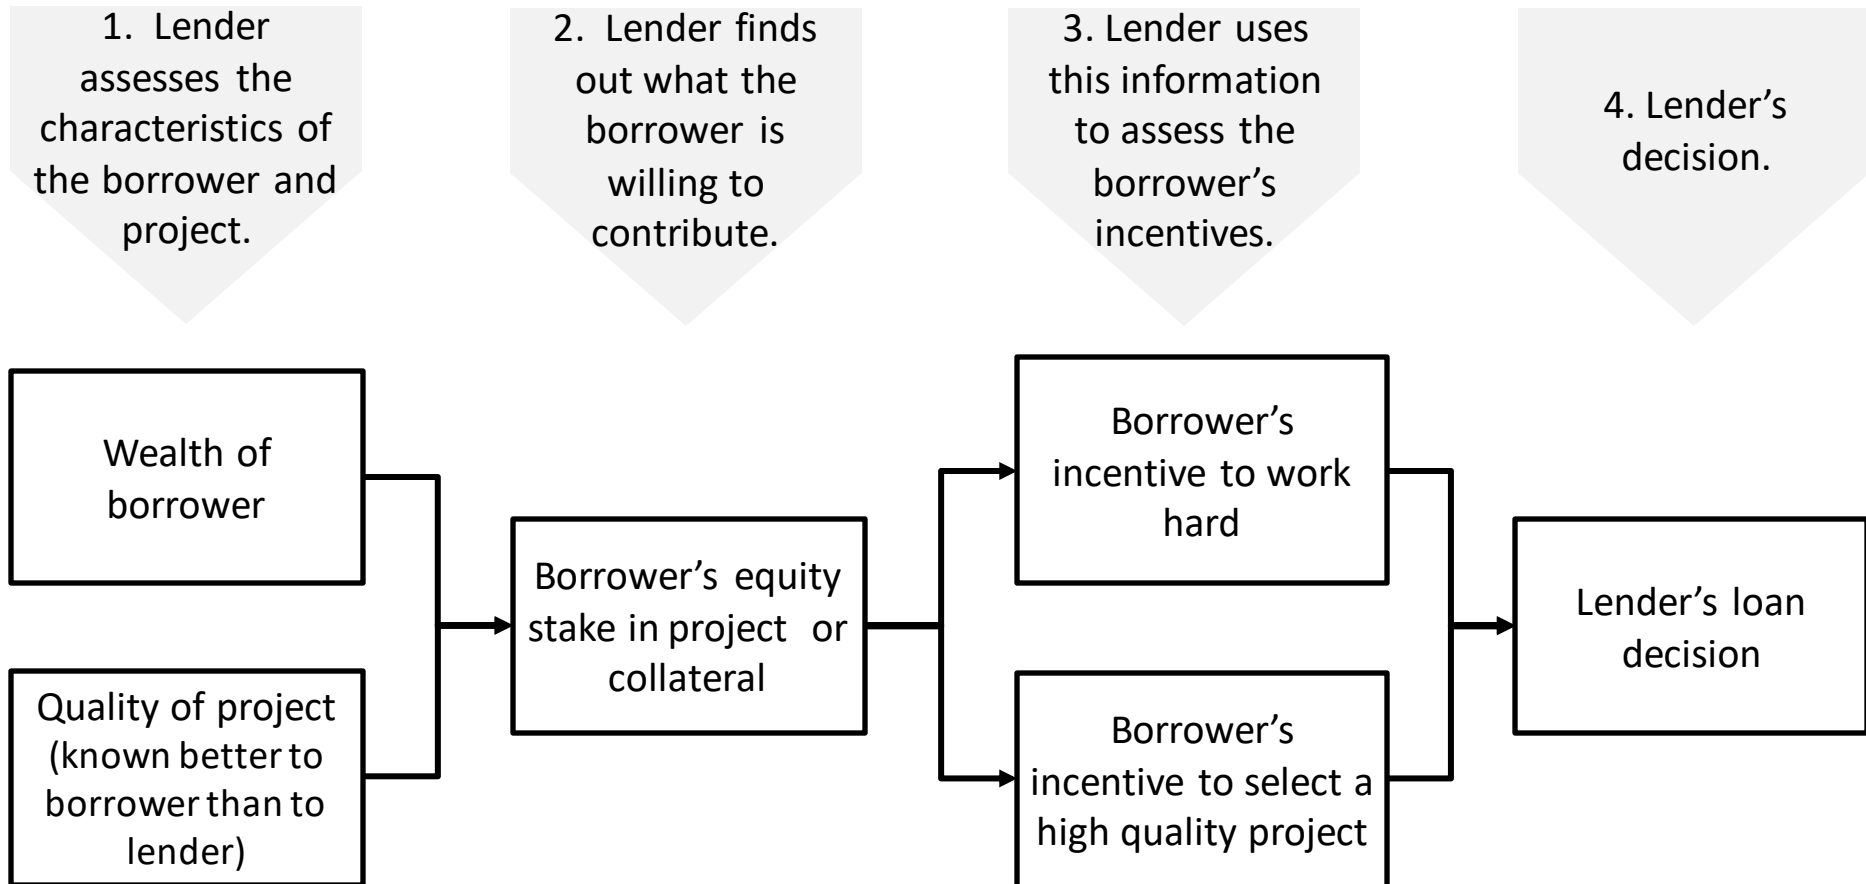 1. Lender
assesses the
characteristics of
the borrower and
project.
2. Lender finds
out what the
borrower is
willing to
contribute.
3. Lender uses
this information
to assess the
borrower's
incentives.
4. Lender's
decision.
Wealth of
borrower
Quality of project
(known better to
borrower than to
lender)
Borrower's equity
stake in project or
collateral
Borrower's
incentive to work
hard
Borrower's
incentive to select a
high quality project
Lender's loan
decision